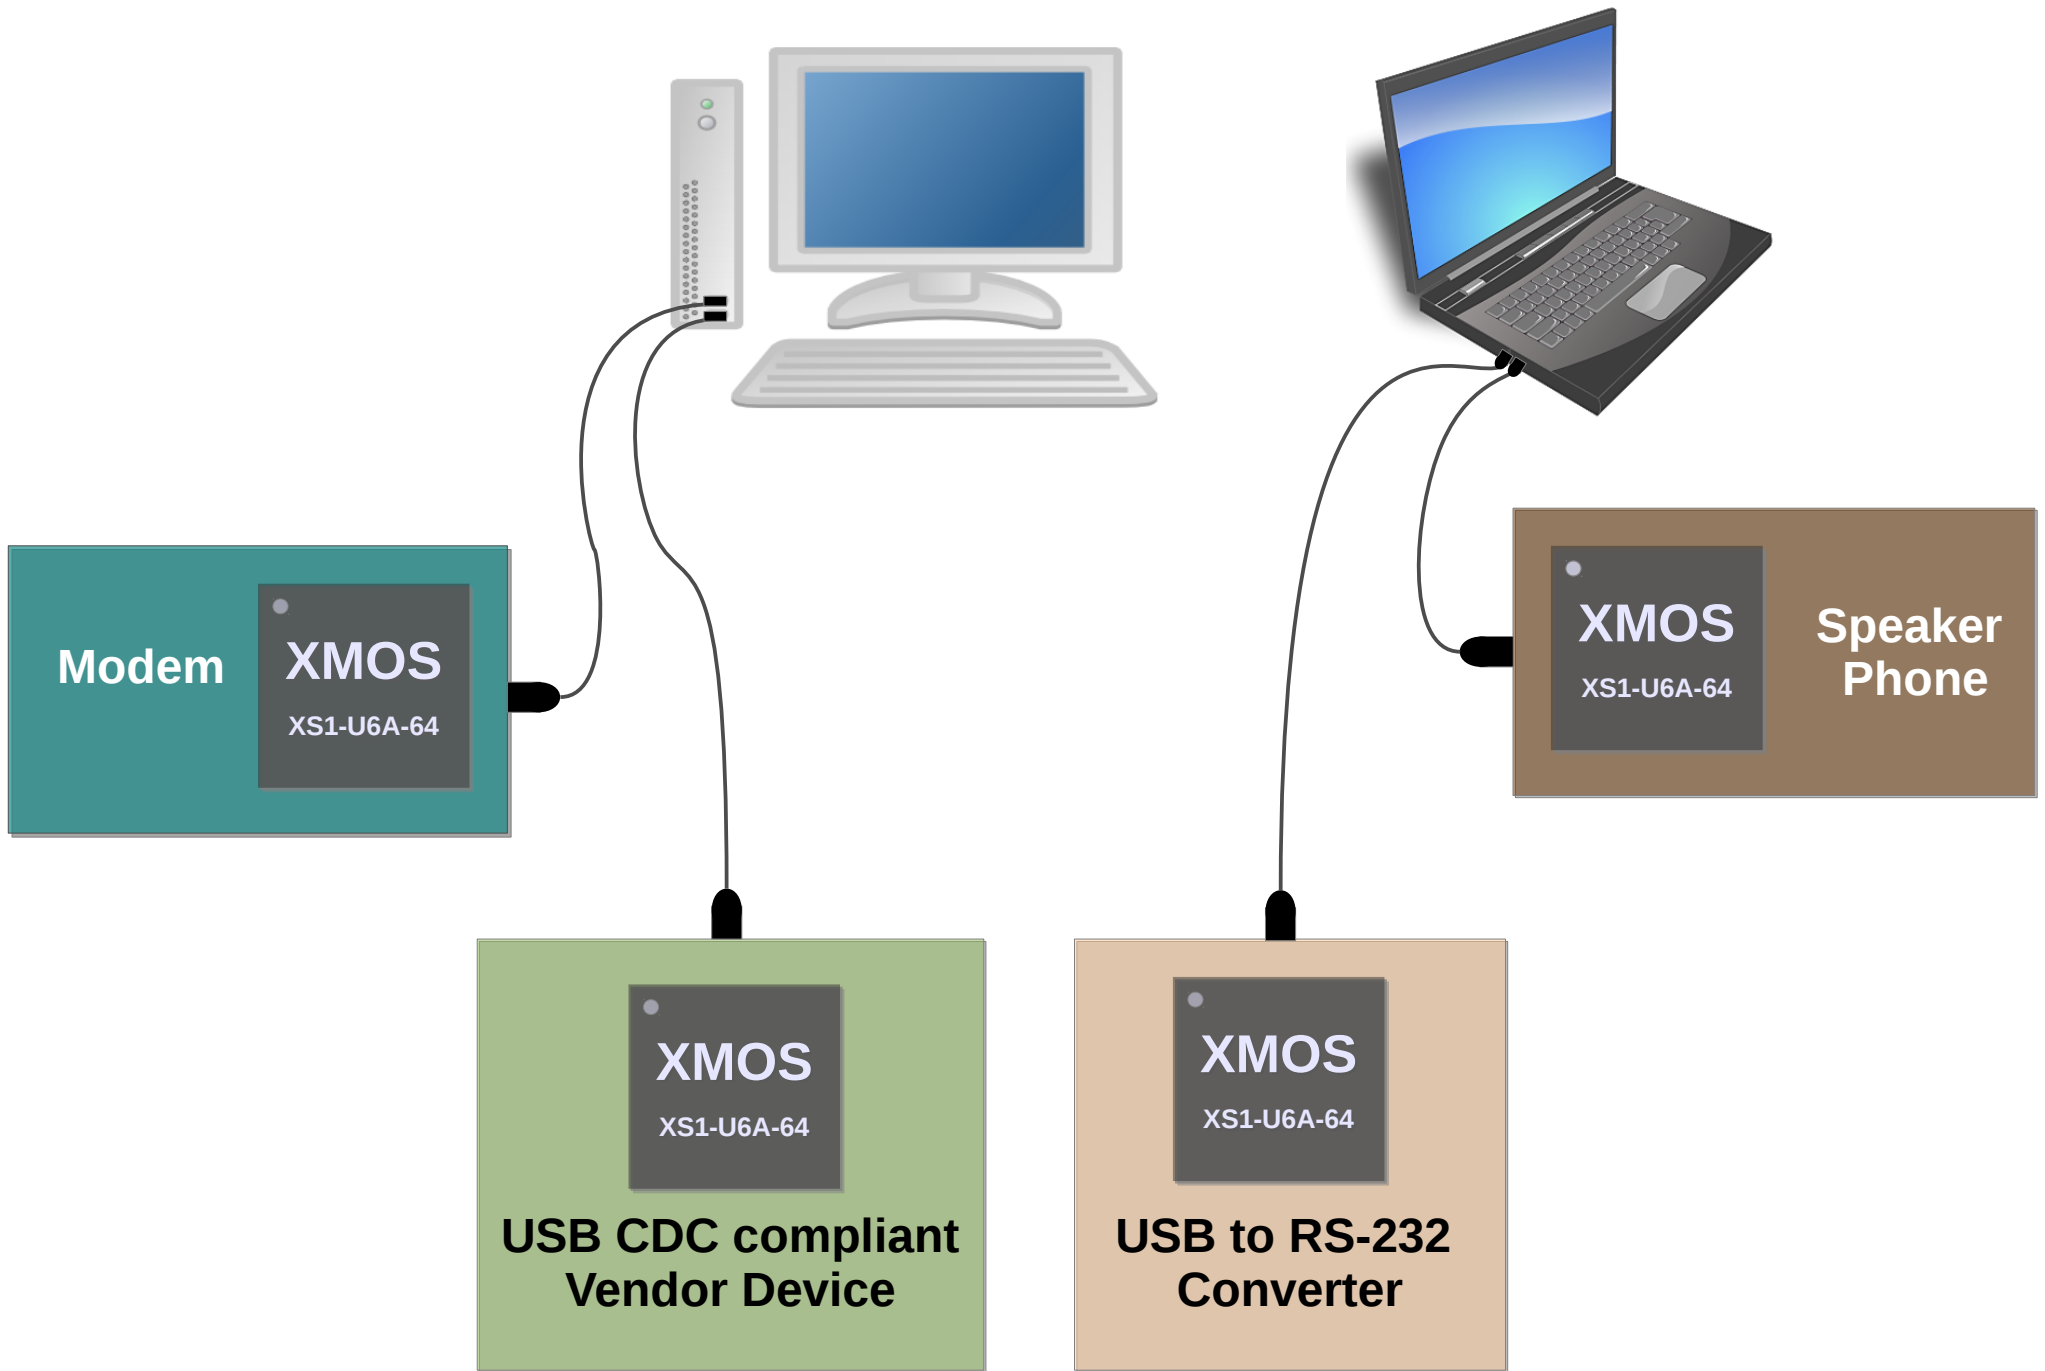 Modem
XMOS
XS1-U6A-64
XMOS
XS1-U6A-64
Speaker
Phone
XMOS
XS1-U6A-64
USB CDC compliant
Vendor Device
XMOS
XS1-U6A-64
USB to RS-232
Converter